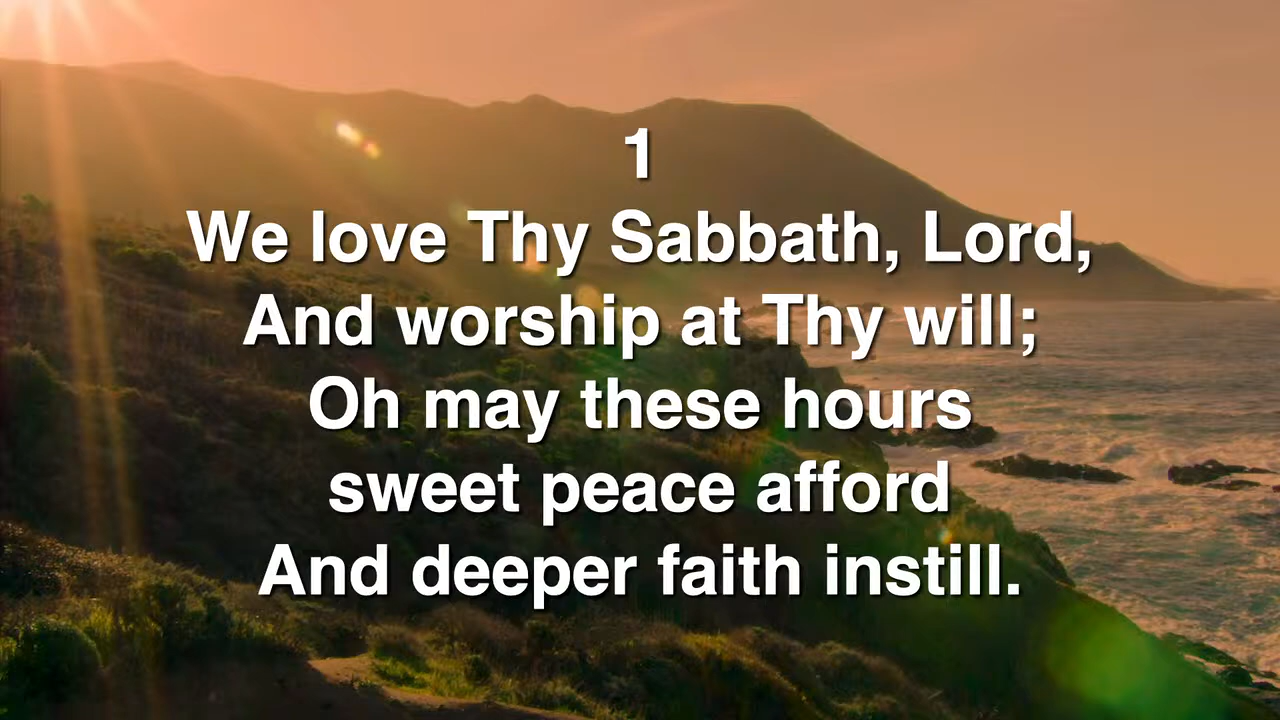 1
We love Thy Sabbath, Lord,
And worship at Thy will;
Oh may these hours
sweet peace afford
And deeper faith instill.